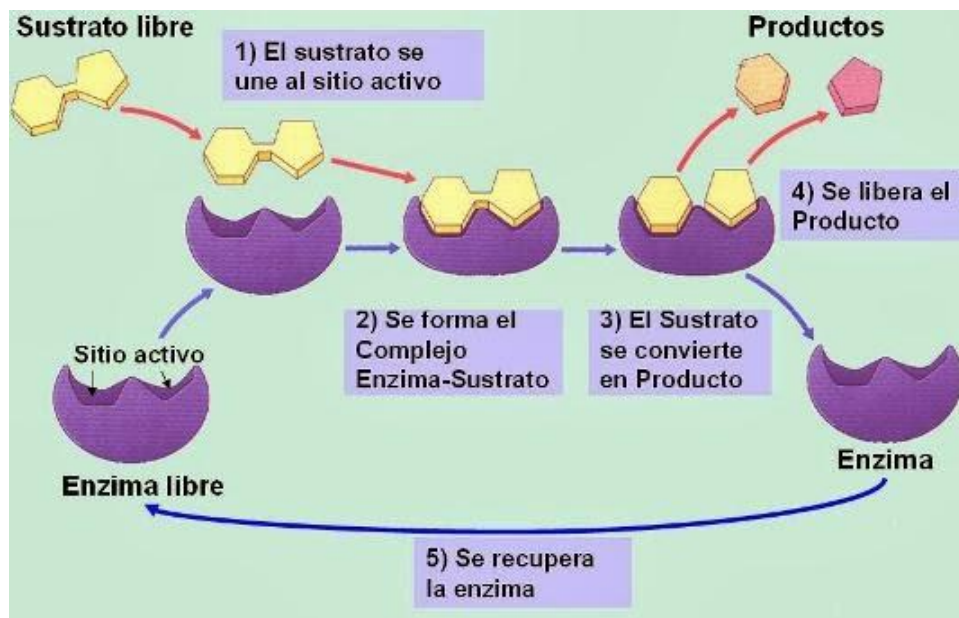 Sustrato libre
1) El sustrato se
une al sitio activo
Productos
4) Se libera el
Producto
2) Se forma el
Complejo
Enzima-Sustrato
3) El Sustrato
se convierte
en Producto
Sitio activo
Enzima libre
Enzima
5) Se recupera
la enzima